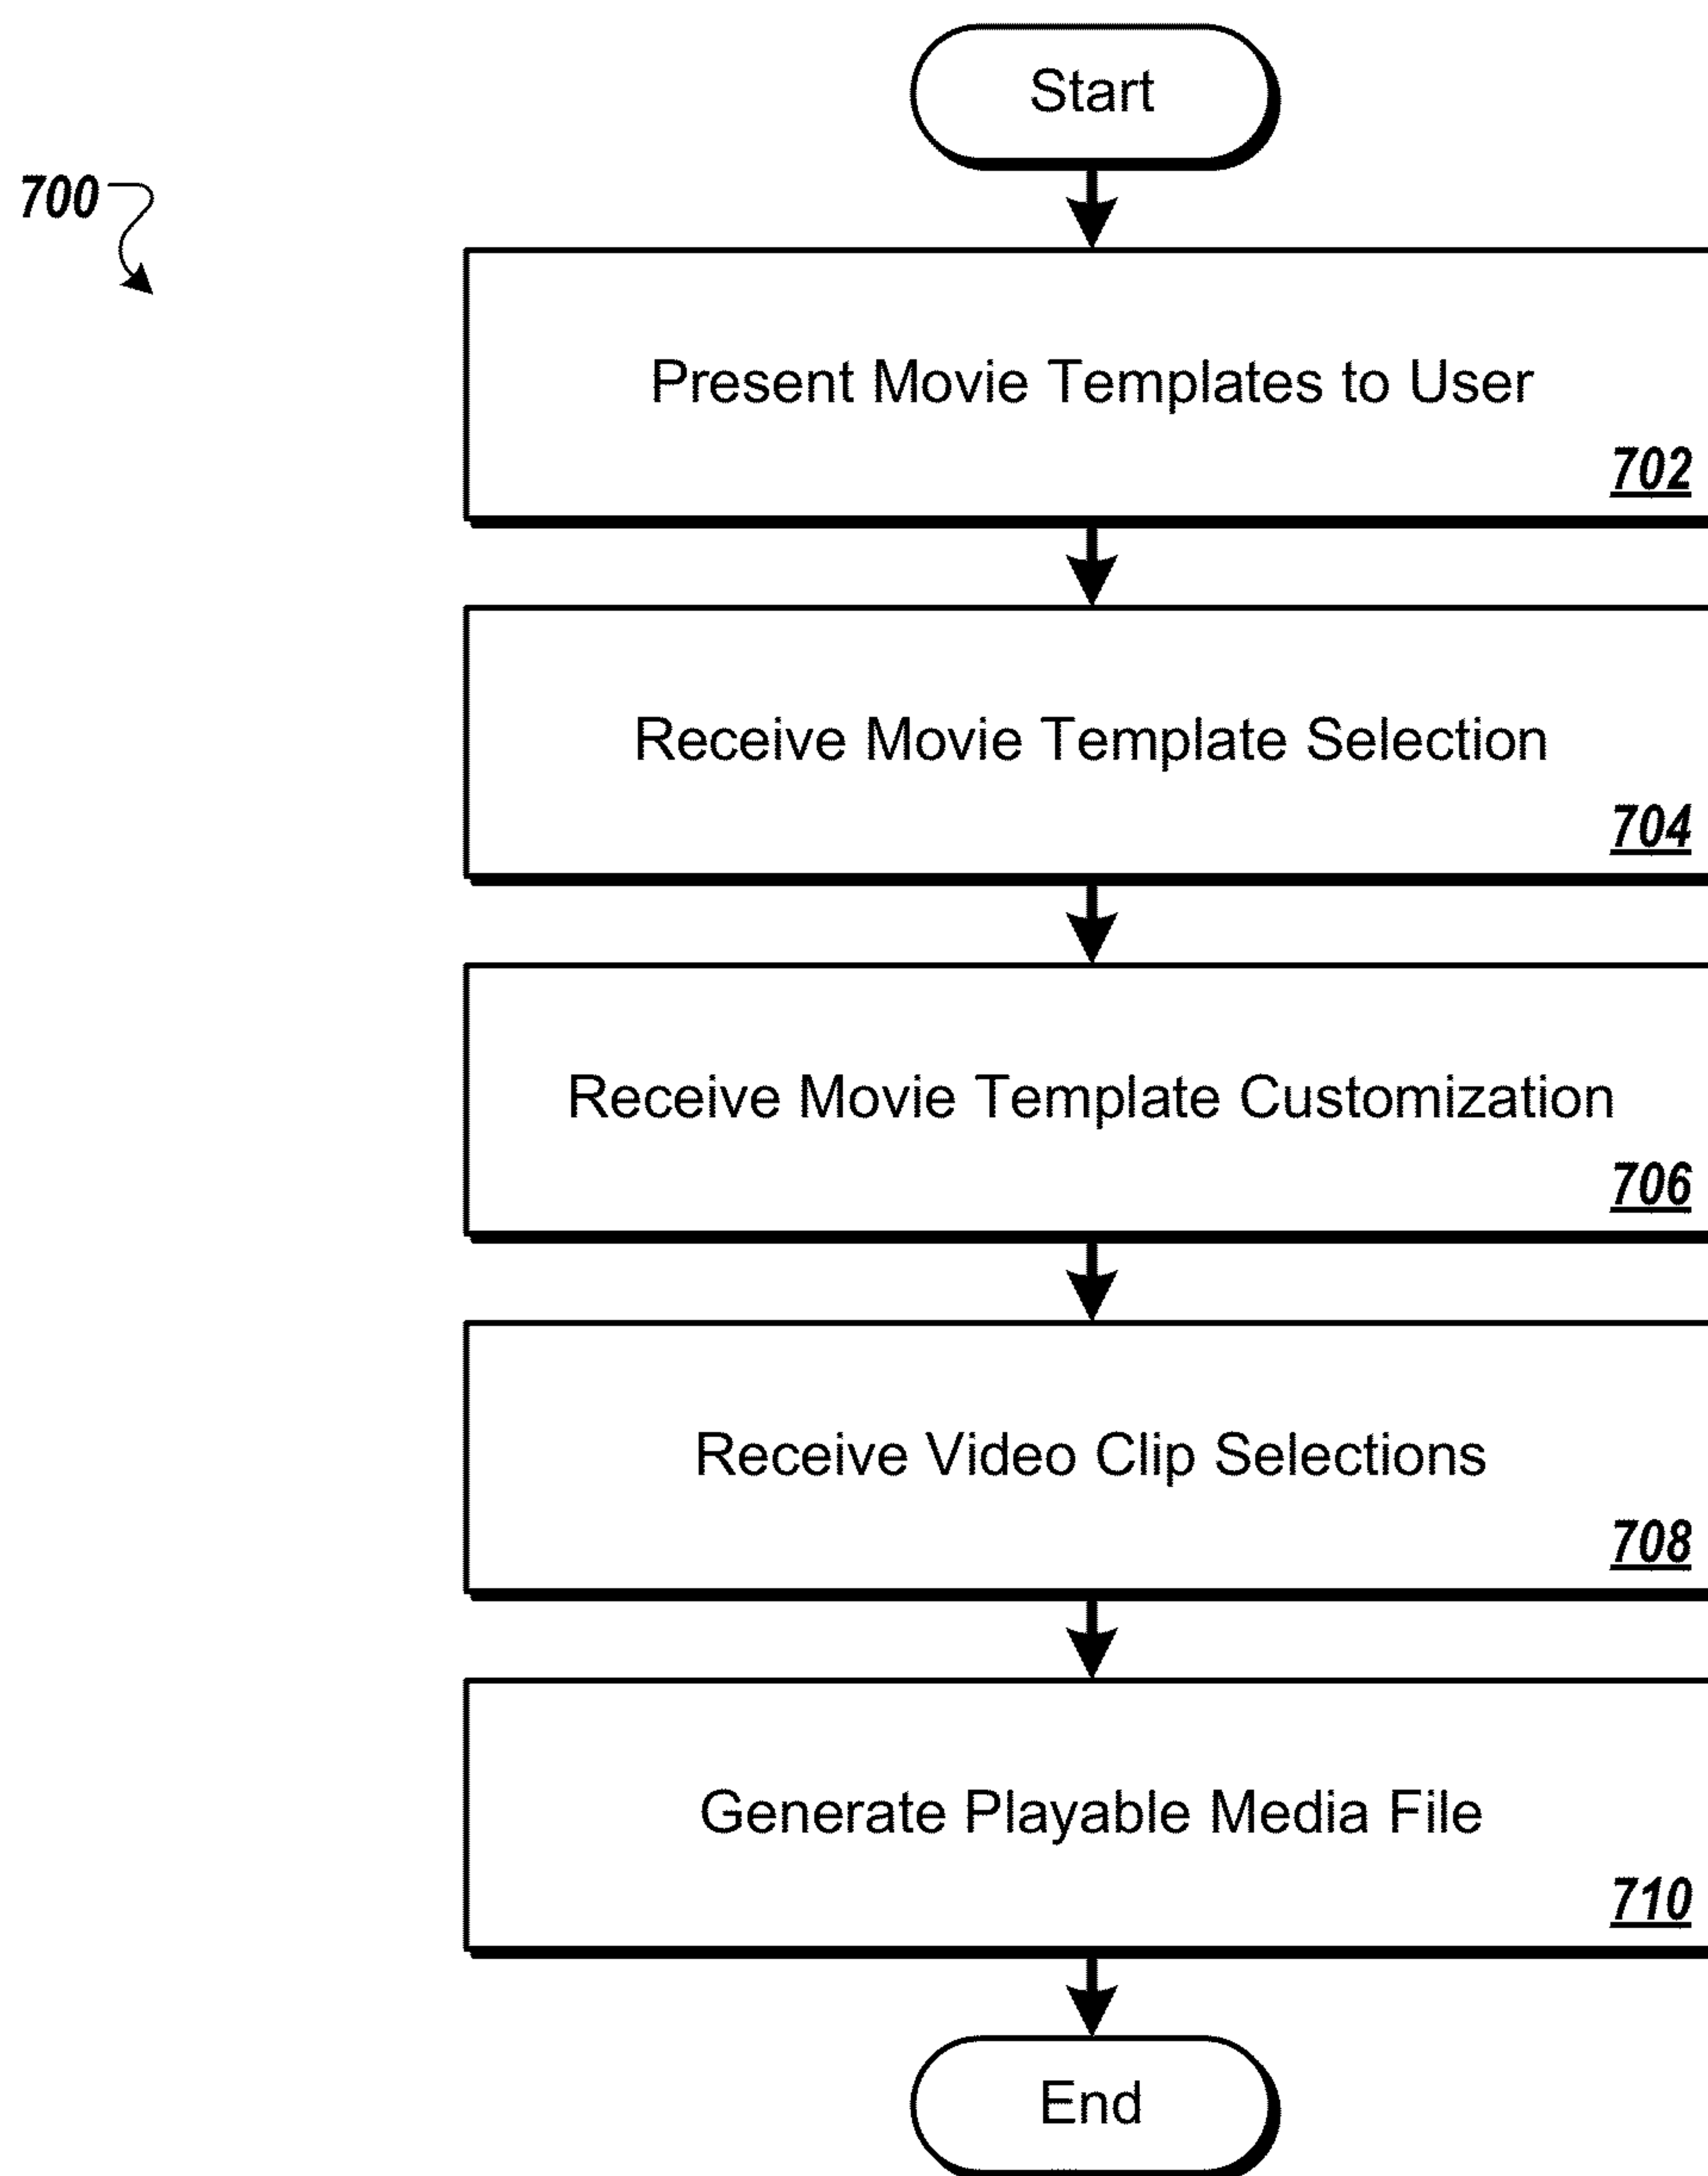 Start
700
Present Movie Templates to User
702
Receive Movie Template Selection
704
Receive Movie Template Customization
706
Receive Video Clip Selections
708
Generate Playable Media File
710
End